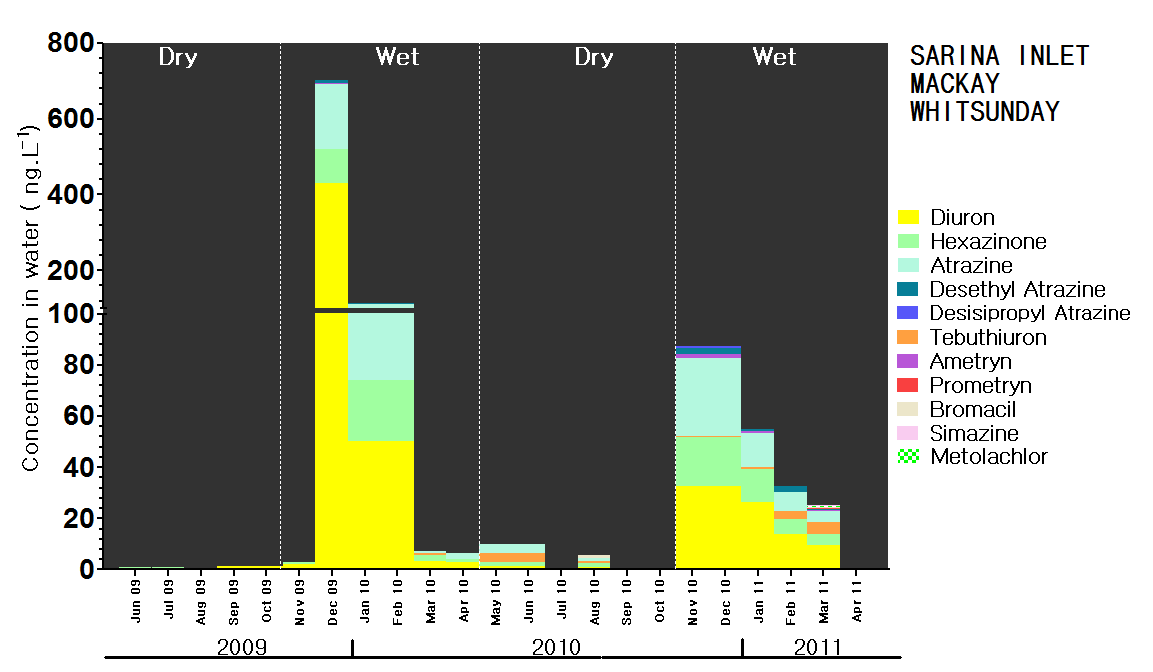 SARINA INLET
MACKAY
WHITSUNDAY
Dry
Wet
Dry
Wet
Concentration in water ( ng.L⁻¹)
800
600
400
200
100
80
60
40
20
0
Diuron
Hexazinone
Atrazine
Desethyl Atrazine
Desisipropyl Atrazine
Tebuthiuron
Ametryn
Prometryn
Bromacil
Simazine
Metolachlor
Jun 09
Jul 09
Aug 09
Sep 09
Oct 09
Nov 09
Dec 09
Jan 10
Feb 10
Mar 10
Apr 10
May 10
Jun 10
Jul 10
Aug 10
Sep 10
Oct 10
Nov 10
Dec 10
Jan 11
Feb 11
Mar 11
Apr 11
2009
2010
2011